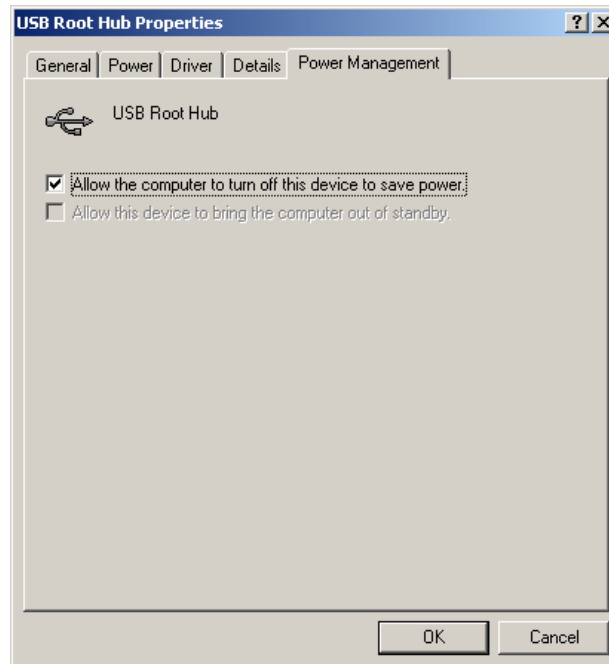 USB Root Hub Properties
General Power Driver Details Power Management
USB Root Hub
Allow the computer to turn off this device to save power.
Allow this device to bring the computer out of standby.
OK Cancel